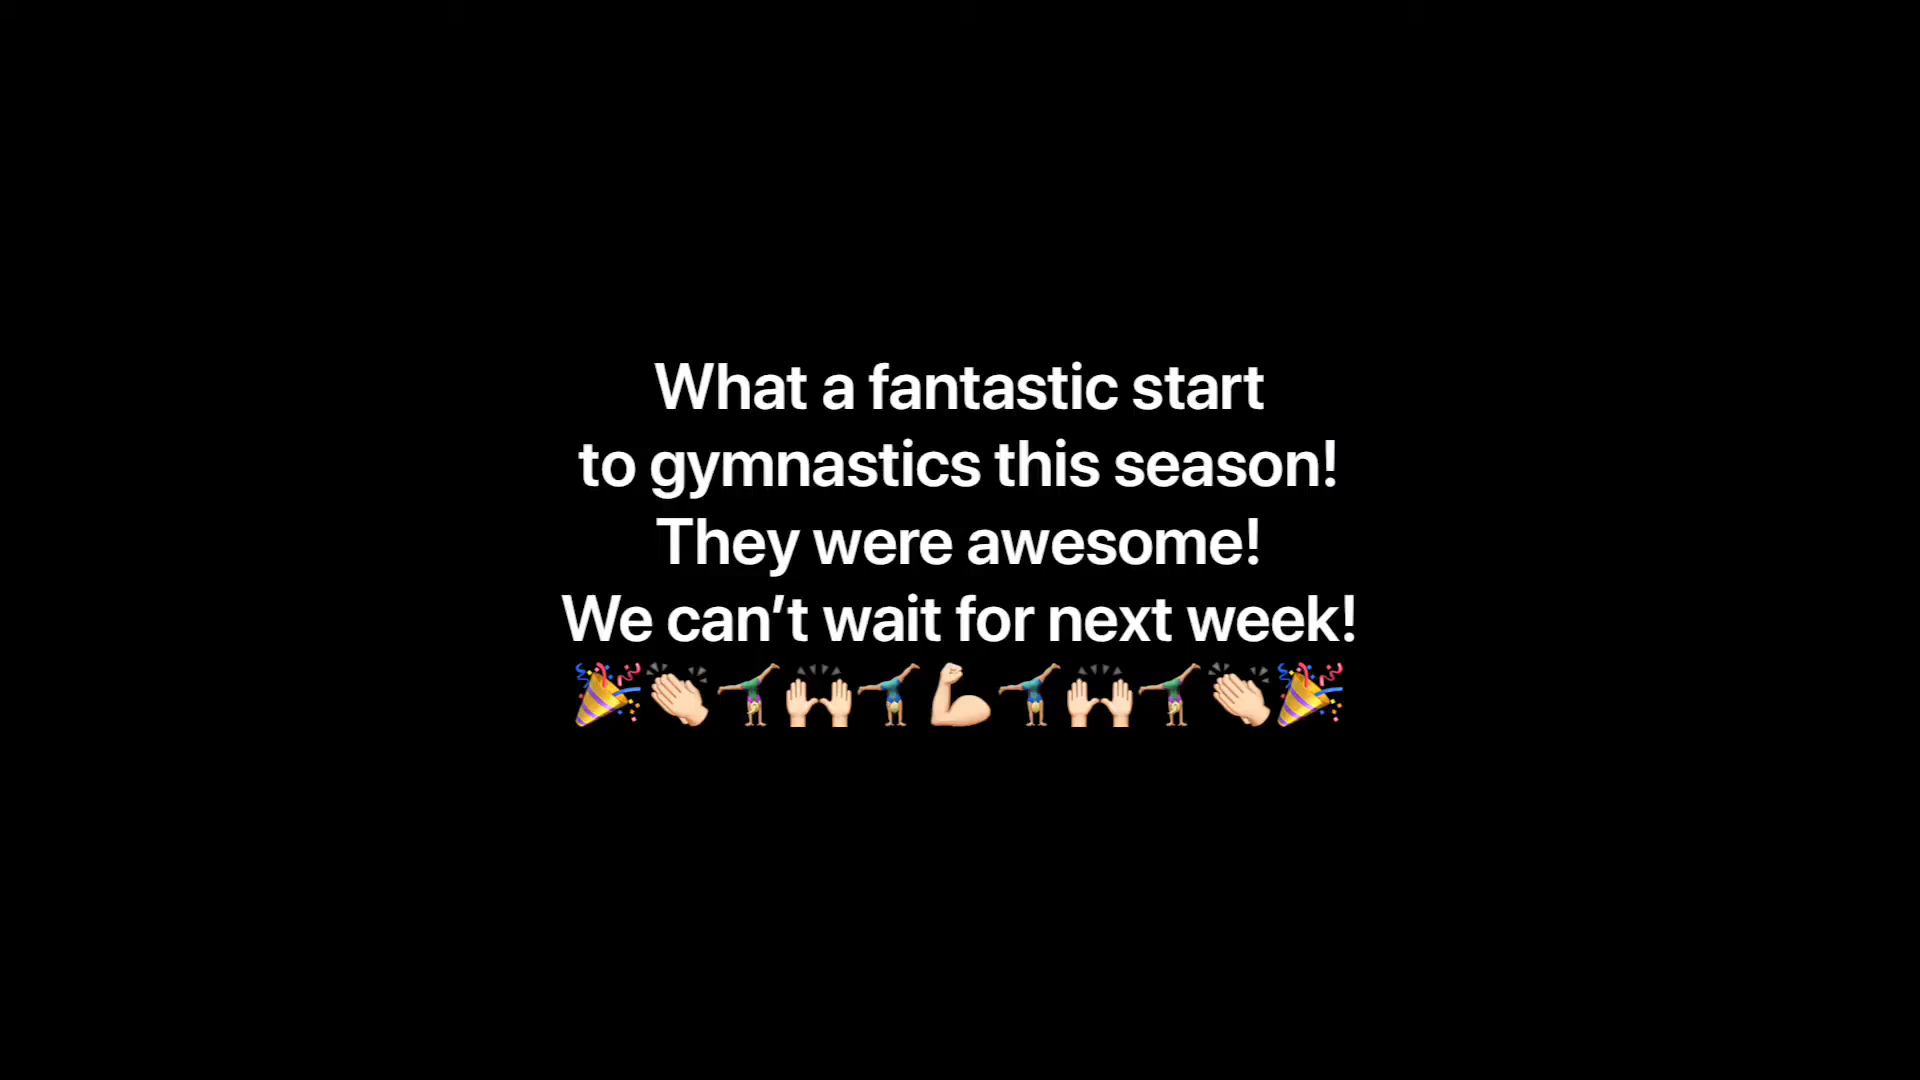 What a fantastic start
to gymnastics this season!
They were awesome!
We can’t wait for next week!
🎉👏🏻🤸🏼‍♀️🙌🏻🤸🏼‍♂️💪🏻🤸🏼‍♂️🙌🏻🤸🏼‍♀️👏🏻🎉